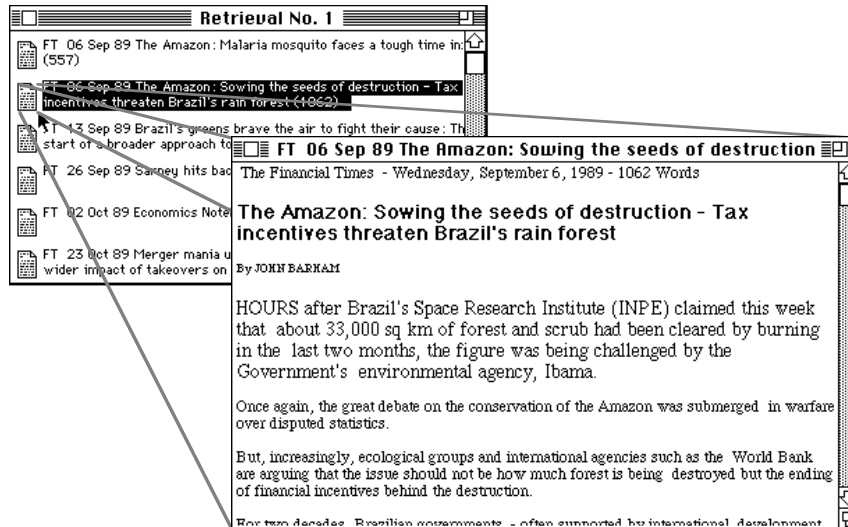 Retrieval No. 1
FT 06 Sep 89 The Amazon: Malaria mosquito faces a tough time in:
(557)
FT 06 Sep 89 The Amazon: Sowing the seeds of destruction - Tax
incentives threaten Brazil's rain forest (1062)
FT 13 Sep 89 Brazil's greens brave the air to fight their cause: Th
start of a broader approach to
FT 26 Sep 89 Sarney hits bac
FT 02 Oct 89 Economics Note
FT 23 Oct 89 Merger mania u
wider impact of takeovers on
FT 06 Sep 89 The Amazon: Sowing the seeds of destruction
The Financial Times - Wednesday, September 6, 1989 - 1062 Words
The Amazon: Sowing the seeds of destruction - Tax
incentives threaten Brazil's rain forest
By JOHN BARHAM
HOURS after Brazil's Space Research Institute (INPE) claimed this week
that about 33,000 sq km of forest and scrub had been cleared by burning
in the last two months, the figure was being challenged by the
Government's environmental agency, Ibama.
Once again, the great debate on the conservation of the Amazon was submerged in warfare
over disputed statistics.
But, increasingly, ecological groups and international agencies such as the World Bank
are arguing that the issue should not be how much forest is being destroyed but the ending
of financial incentives behind the destruction.
For two decades, Brazilian governments - often supported by international development